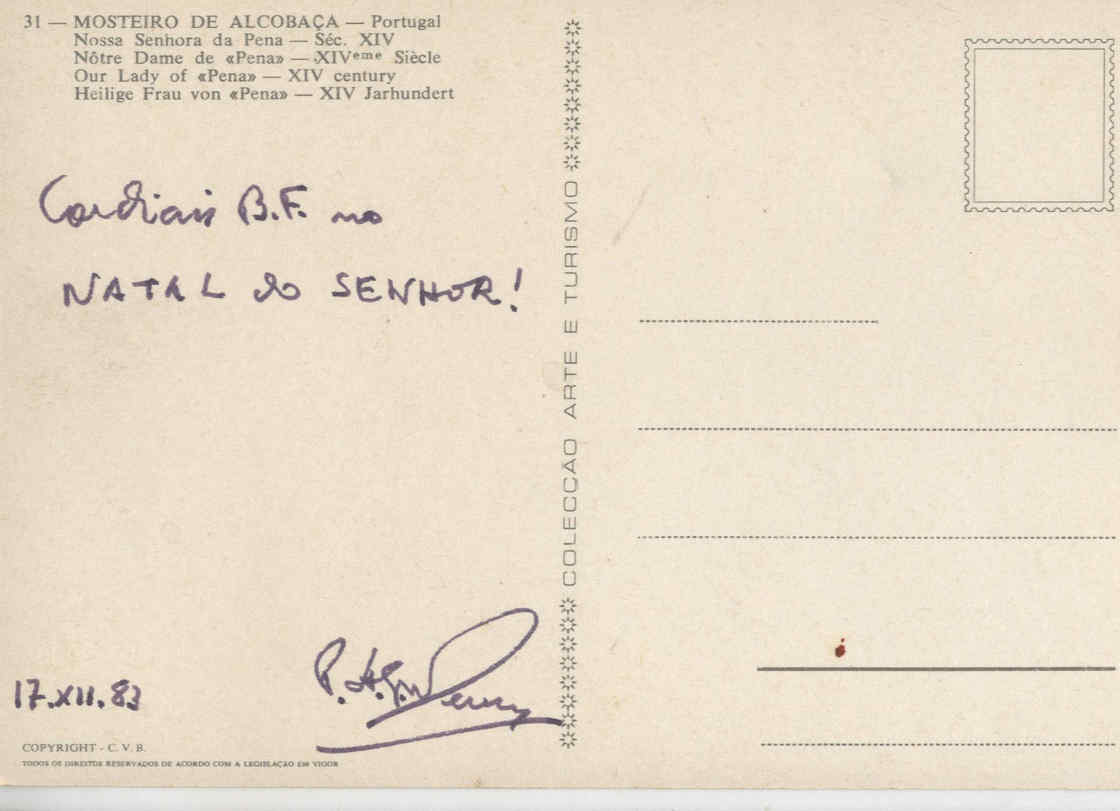 31 — MOSTEIRO DE ALCOBAÇA — Portugal
Nossa Senhora da Pena — Séc. XIV
Nôtre Dame de «Pena» — XIVeme Siècle
Our Lady of «Pena» — XIV century
Heilige Frau von «Pena» — XIV Jarhundert
Cordiais B.F. no
NATAL do SENHOR!
17.XII.83
COPYRIGHT - C. V. B.
TODOS OS DIREITOS RESERVADOS DE ACORDO COM A LEGISLAÇÃO EM VIGOR
COLECÇÃO ARTE E TURISMO